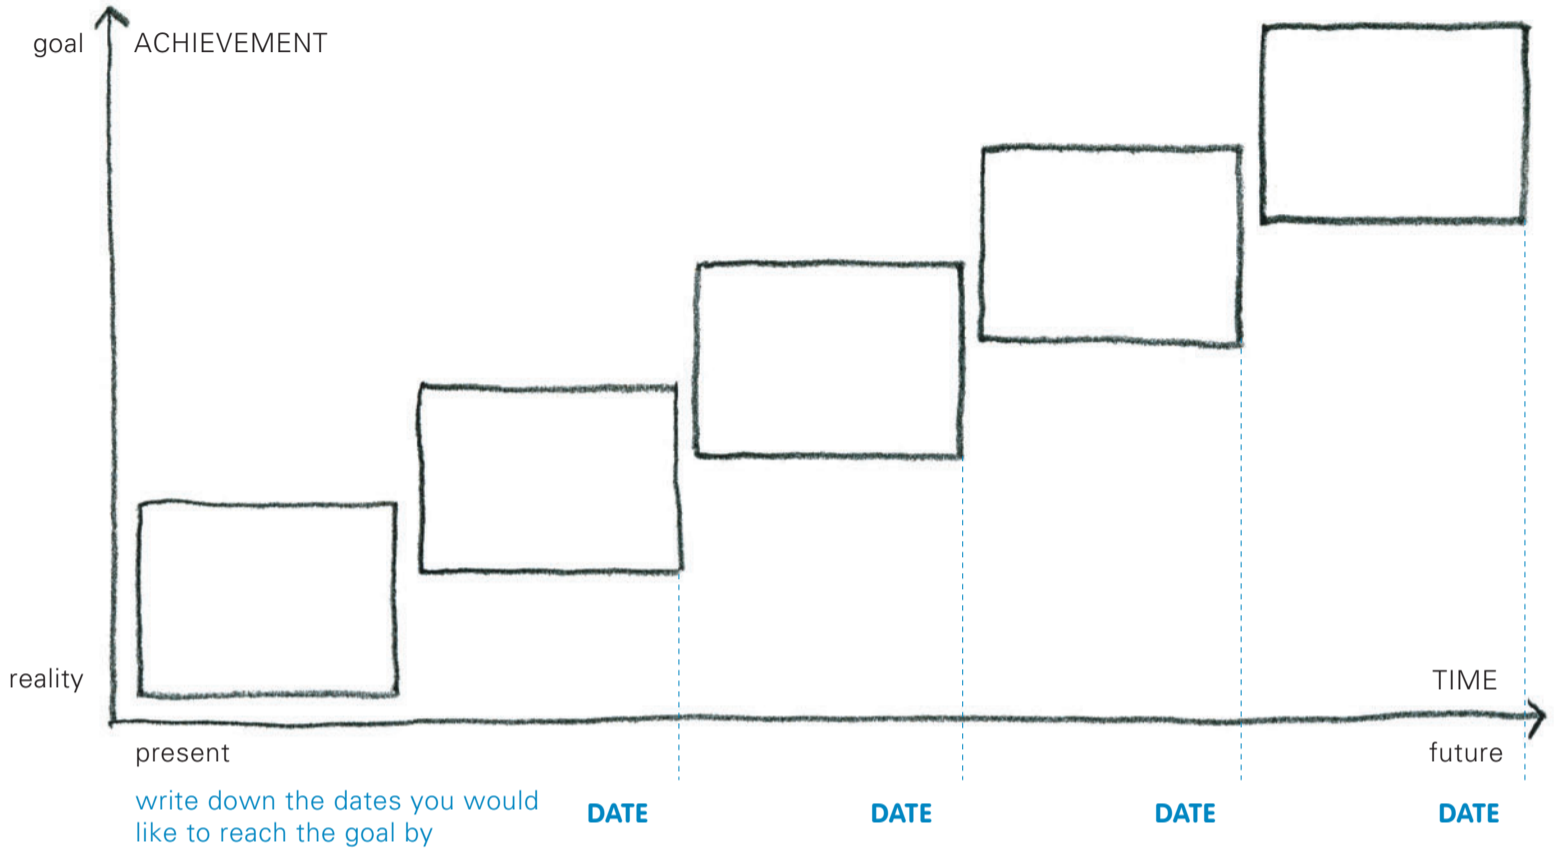 goal
ACHIEVEMENT
reality
TIME
present
future
write down the dates you would
like to reach the goal by
DATE
DATE
DATE
DATE